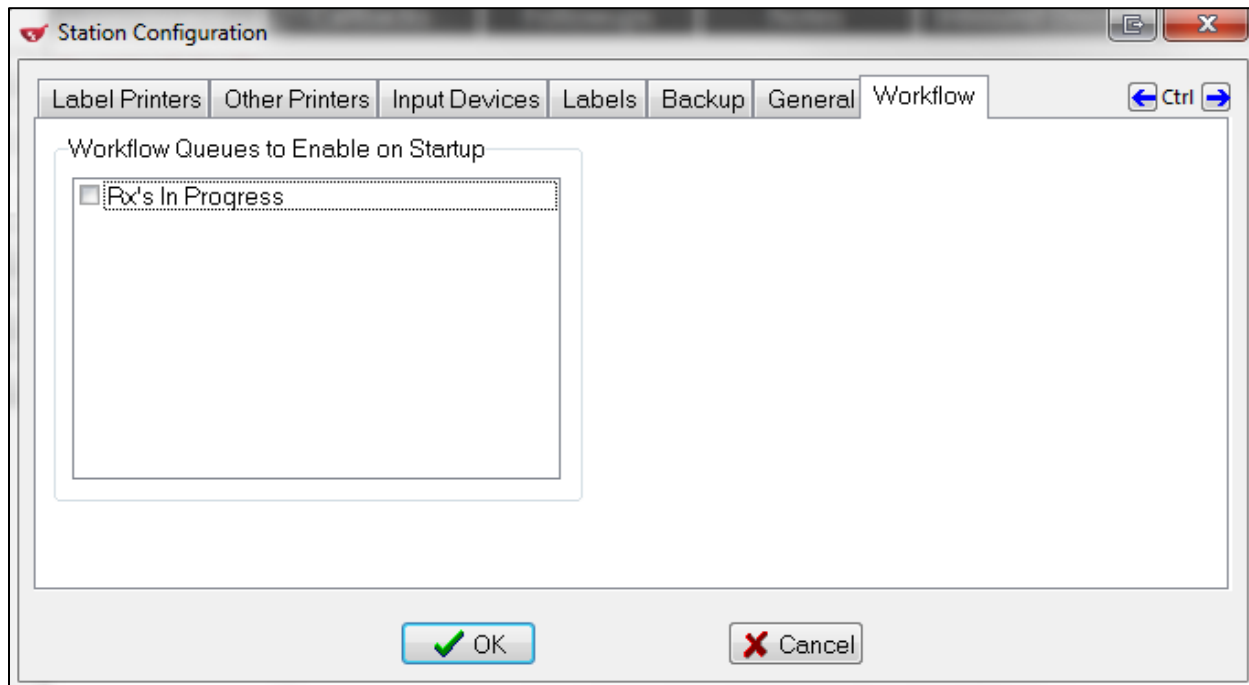 Station Configuration
Label Printers Other Printers Input Devices Labels Backup General Workflow Ctrl
Workflow Queues to Enable on Startup
Rx's In Progress
OK Cancel